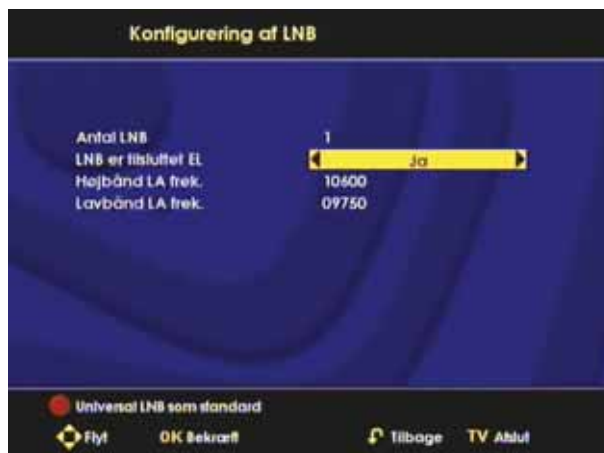 Konfigurering af LNB
Antal LNB 1
LNB er tilsluttet EL Ja
Højbånd LA frek. 10600
Lavbånd LA frek. 09750
Universal LNB som standard
Flyt OK Bekræft Tilbage TV Afslut